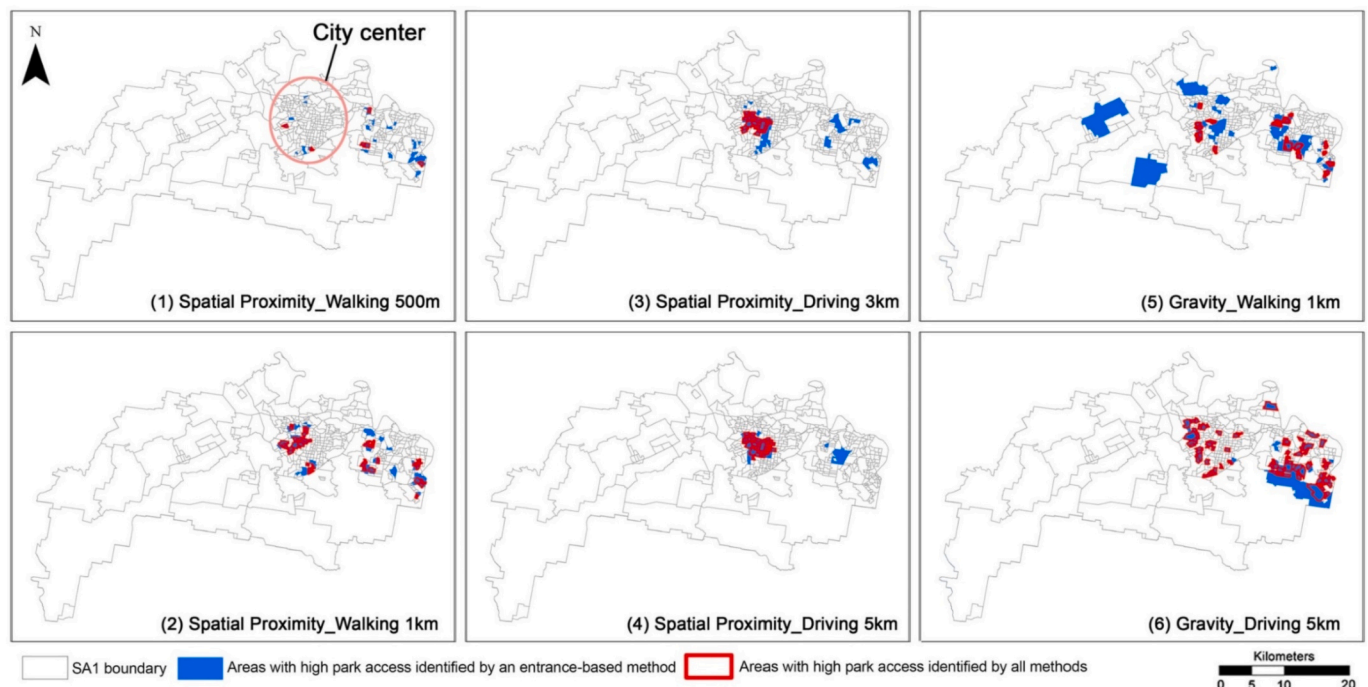 N
City center
(1) Spatial Proximity_Walking 500m
(3) Spatial Proximity_Driving 3km
(5) Gravity_Walking 1km
(2) Spatial Proximity_Walking 1km
(4) Spatial Proximity_Driving 5km
(6) Gravity_Driving 5km
SA1 boundary
Areas with high park access identified by an entrance-based method
Areas with high park access identified by all methods
Kilometers
0 5 10 20